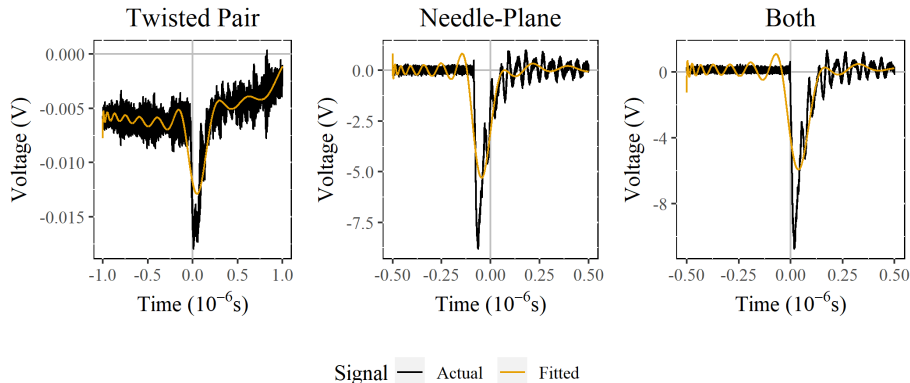 Twisted Pair
Needle-Plane
Both
Voltage (V)
0.000
-0.005
-0.010
-0.015
-1.0 -0.5 0.0 0.5 1.0
Time (10⁻⁶s)
Voltage (V)
0.0
-2.5
-5.0
-7.5
-0.50 -0.25 0.00 0.25 0.50
Time (10⁻⁶s)
Voltage (V)
0
-4
-8
-0.50 -0.25 0.00 0.25 0.50
Time (10⁻⁶s)
Signal Actual Fitted